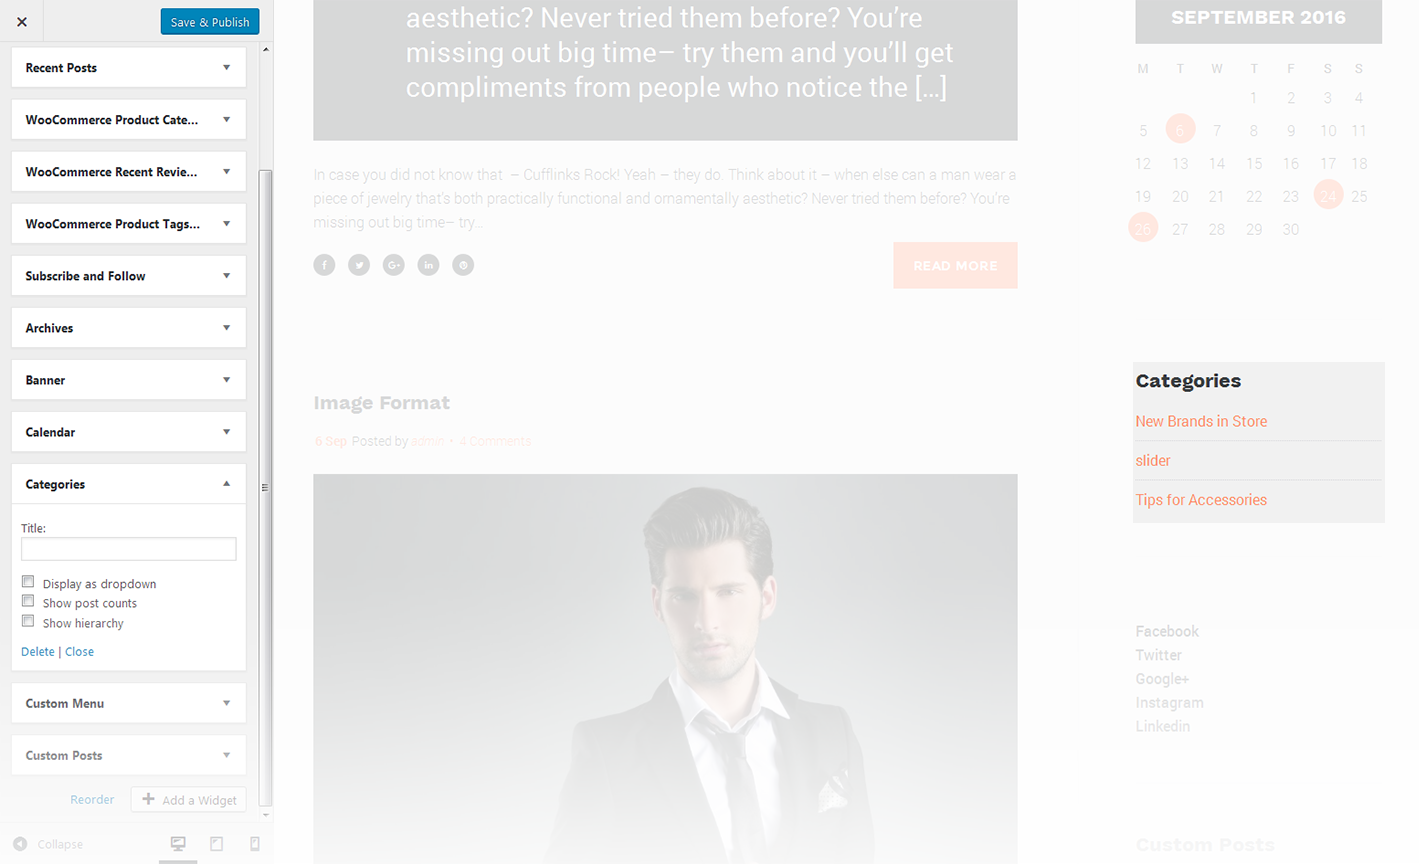 Save & Publish
Recent Posts
WooCommerce Product Cate...
WooCommerce Recent Revie...
WooCommerce Product Tags...
Subscribe and Follow
Archives
Banner
Calendar
Categories
Title:
Display as dropdown
Show post counts
Show hierarchy
Delete | Close
Custom Menu
Custom Posts
Reorder
Add a Widget
Collapse
aesthetic? Never tried them before? You’re
missing out big time– try them and you’ll get
compliments from people who notice the [...]
In case you did not know that – Cufflinks Rock! Yeah – they do. Think about it – when else can a man wear a
piece of jewelry that’s both practically functional and ornamentally aesthetic? Never tried them before? You’re
missing out big time– try...
f G+ in
READ MORE
Image Format
6 Sep Posted by admin • 4 Comments
SEPTEMBER 2016
M T W T F S S
1 2 3 4
5 6 7 8 9 10 11
12 13 14 15 16 17 18
19 20 21 22 23 24 25
26 27 28 29 30
Categories
New Brands in Store
slider
Tips for Accessories
Facebook
Twitter
Google+
Instagram
Linkedin
Custom Posts